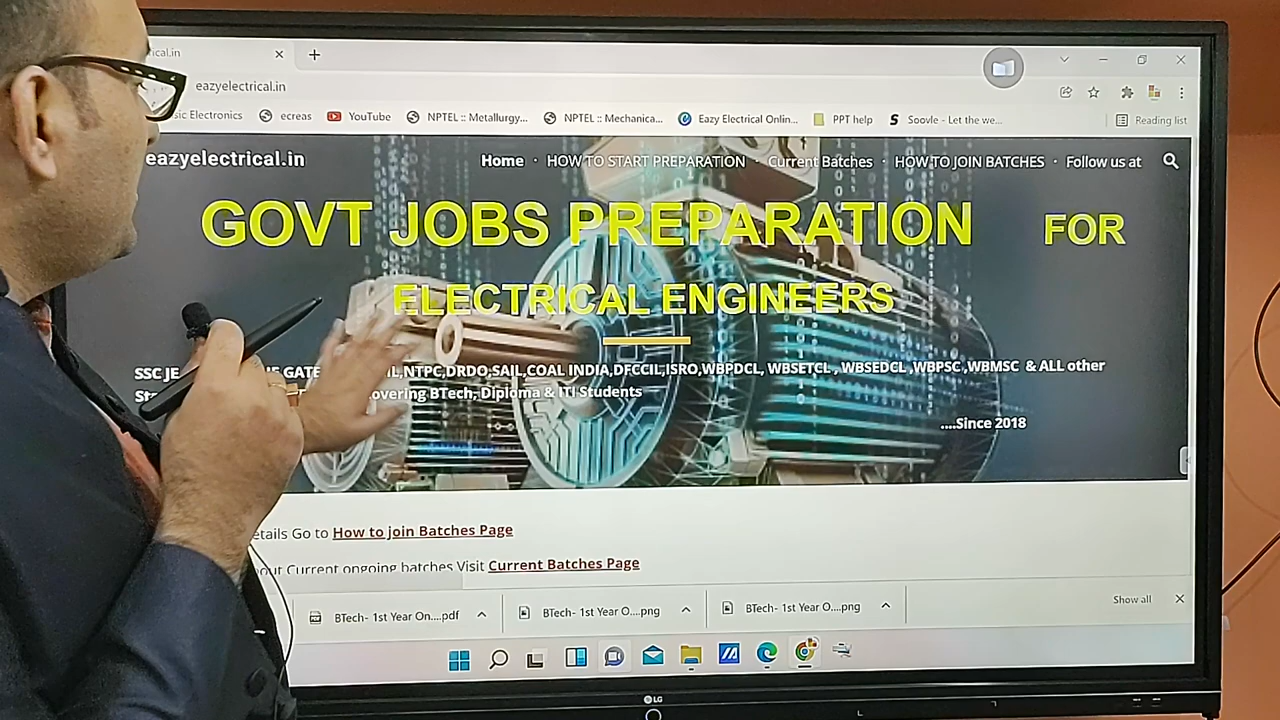 ical.in
eazyelectrical.in
sic Electronics ecreas YouTube NPTEL :: Metallurgy... NPTEL :: Mechanica... Eazy Electrical Onlin... PPT help Soovle - Let the we... Reading list
eazyelectrical.in Home · HOW TO START PREPARATION · Current Batches · HOW TO JOIN BATCHES · Follow us at
GOVT JOBS PREPARATION FOR
ELECTRICAL ENGINEERS
SSC JE GATE IL,NTPC,DRDO,SAIL,COAL INDIA,DFCCIL,ISRO,WBPDCL, WBSETCL , WBSEDCL ,WBPSC ,WBMSC & ALL other
overing BTech, Diploma & ITI Students
....Since 2018
etails Go to How to join Batches Page
out Current ongoing batches Visit Current Batches Page
BTech- 1st Year On....pdf BTech- 1st Year O....png BTech- 1st Year O....png Show all
LG